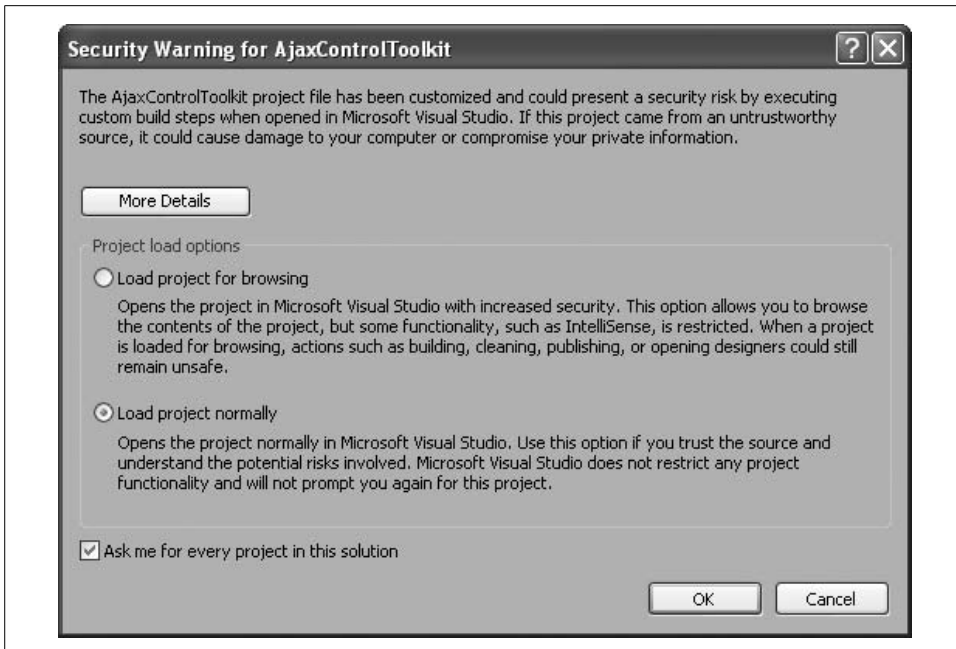 Security Warning for AjaxControlToolkit
The AjaxControlToolkit project file has been customized and could present a security risk by executing
custom build steps when opened in Microsoft Visual Studio. If this project came from an untrustworthy
source, it could cause damage to your computer or compromise your private information.
More Details
Project load options
Load project for browsing
Opens the project in Microsoft Visual Studio with increased security. This option allows you to browse
the contents of the project, but some functionality, such as IntelliSense, is restricted. When a project
is loaded for browsing, actions such as building, cleaning, publishing, or opening designers could still
remain unsafe.
Load project normally
Opens the project normally in Microsoft Visual Studio. Use this option if you trust the source and
understand the potential risks involved. Microsoft Visual Studio does not restrict any project
functionality and will not prompt you again for this project.
Ask me for every project in this solution
OK
Cancel